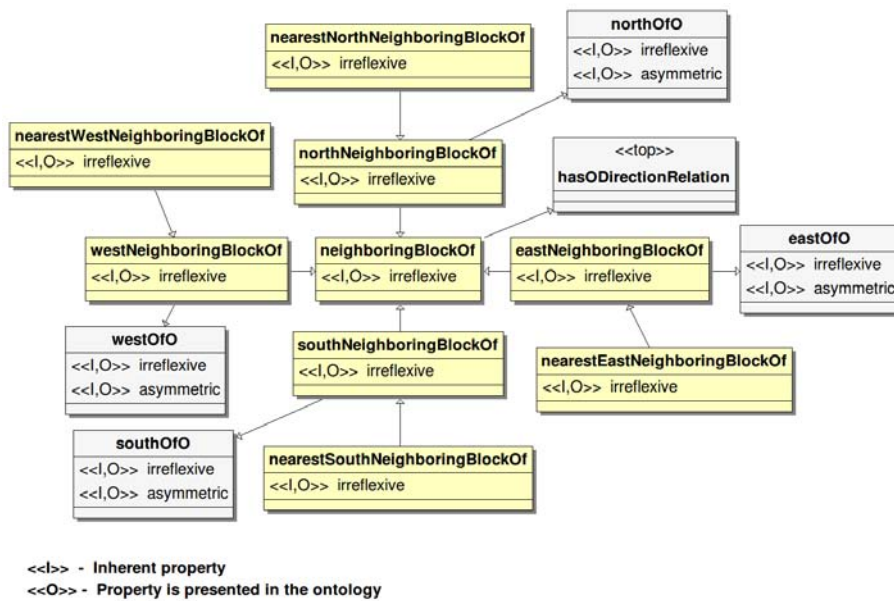 nearestNorthNeighboringBlockOf
<<I,O>> irreflexive
northOfO
<<I,O>> irreflexive
<<I,O>> asymmetric
nearestWestNeighboringBlockOf
<<I,O>> irreflexive
northNeighboringBlockOf
<<I,O>> irreflexive
<<top>>
hasODirectionRelation
westNeighboringBlockOf
<<I,O>> irreflexive
neighboringBlockOf
<<I,O>> irreflexive
eastNeighboringBlockOf
<<I,O>> irreflexive
eastOfO
<<I,O>> irreflexive
<<I,O>> asymmetric
westOfO
<<I,O>> irreflexive
<<I,O>> asymmetric
southNeighboringBlockOf
<<I,O>> irreflexive
nearestEastNeighboringBlockOf
<<I,O>> irreflexive
southOfO
<<I,O>> irreflexive
<<I,O>> asymmetric
nearestSouthNeighboringBlockOf
<<I,O>> irreflexive
<<I>> - Inherent property
<<O>> - Property is presented in the ontology